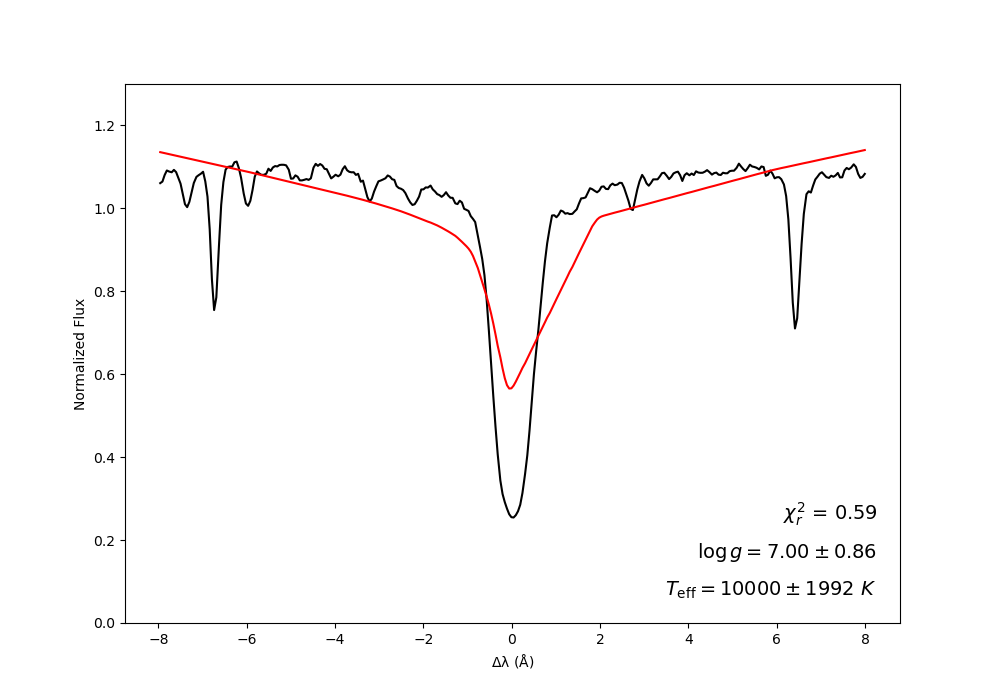 1.2
1.0
0.8
0.6
0.4
0.2
0.0
Normalized Flux
χ²ᵣ = 0.59
log g = 7.00 ± 0.86
T_eff = 10000 ± 1992 K
−8 −6 −4 −2 0 2 4 6 8
Δλ (Å)